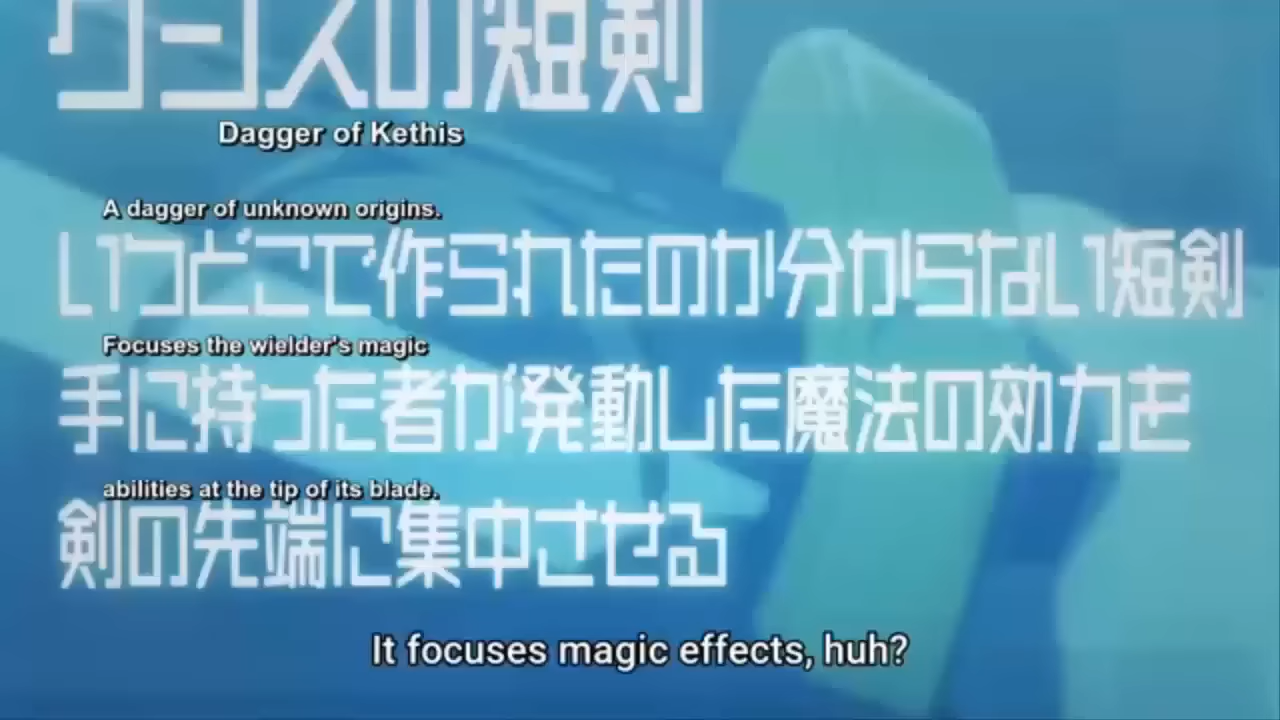 の短剣
Dagger of Kethis
A dagger of unknown origins.
いつどこで作られたのか分からない短剣
Focuses the wielder's magic
手に持った者が発動した魔法の効力を
abilities at the tip of its blade.
剣の先端に集中させる
It focuses magic effects, huh?